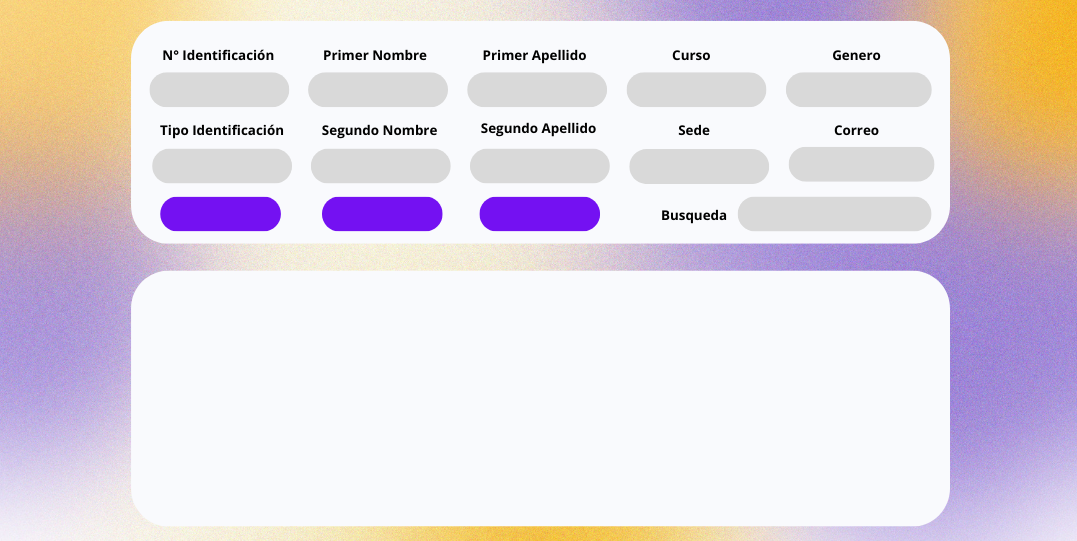 N° Identificación
Primer Nombre
Primer Apellido
Curso
Genero
Tipo Identificación
Segundo Nombre
Segundo Apellido
Sede
Correo
Busqueda